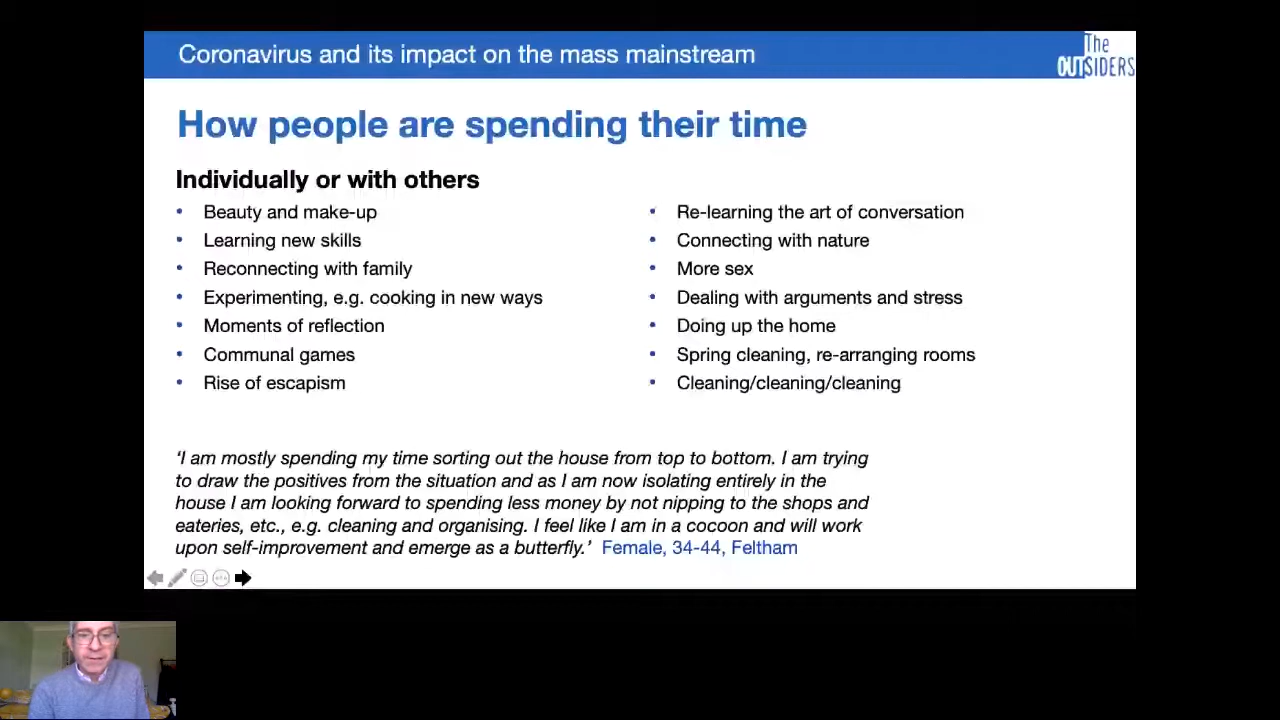 Coronavirus and its impact on the mass mainstream
The
OUTSIDERS
How people are spending their time
Individually or with others
• Beauty and make-up
• Learning new skills
• Reconnecting with family
• Experimenting, e.g. cooking in new ways
• Moments of reflection
• Communal games
• Rise of escapism
• Re-learning the art of conversation
• Connecting with nature
• More sex
• Dealing with arguments and stress
• Doing up the home
• Spring cleaning, re-arranging rooms
• Cleaning/cleaning/cleaning
‘I am mostly spending my time sorting out the house from top to bottom. I am trying
to draw the positives from the situation and as I am now isolating entirely in the
house I am looking forward to spending less money by not nipping to the shops and
eateries, etc., e.g. cleaning and organising. I feel like I am in a cocoon and will work
upon self-improvement and emerge as a butterfly.’ Female, 34-44, Feltham